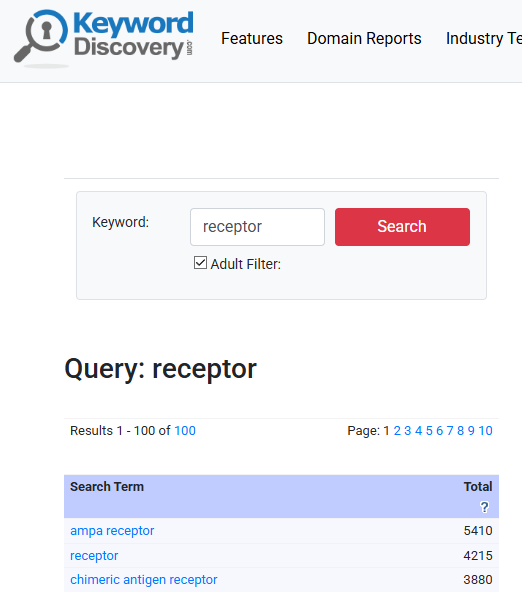 Keyword
Discovery.com
Features Domain Reports Industry Te
Keyword: receptor Search
Adult Filter:
Query: receptor
Results 1 - 100 of 100 Page: 1 2 3 4 5 6 7 8 9 10
Search Term Total
?
ampa receptor 5410
receptor 4215
chimeric antigen receptor 3880